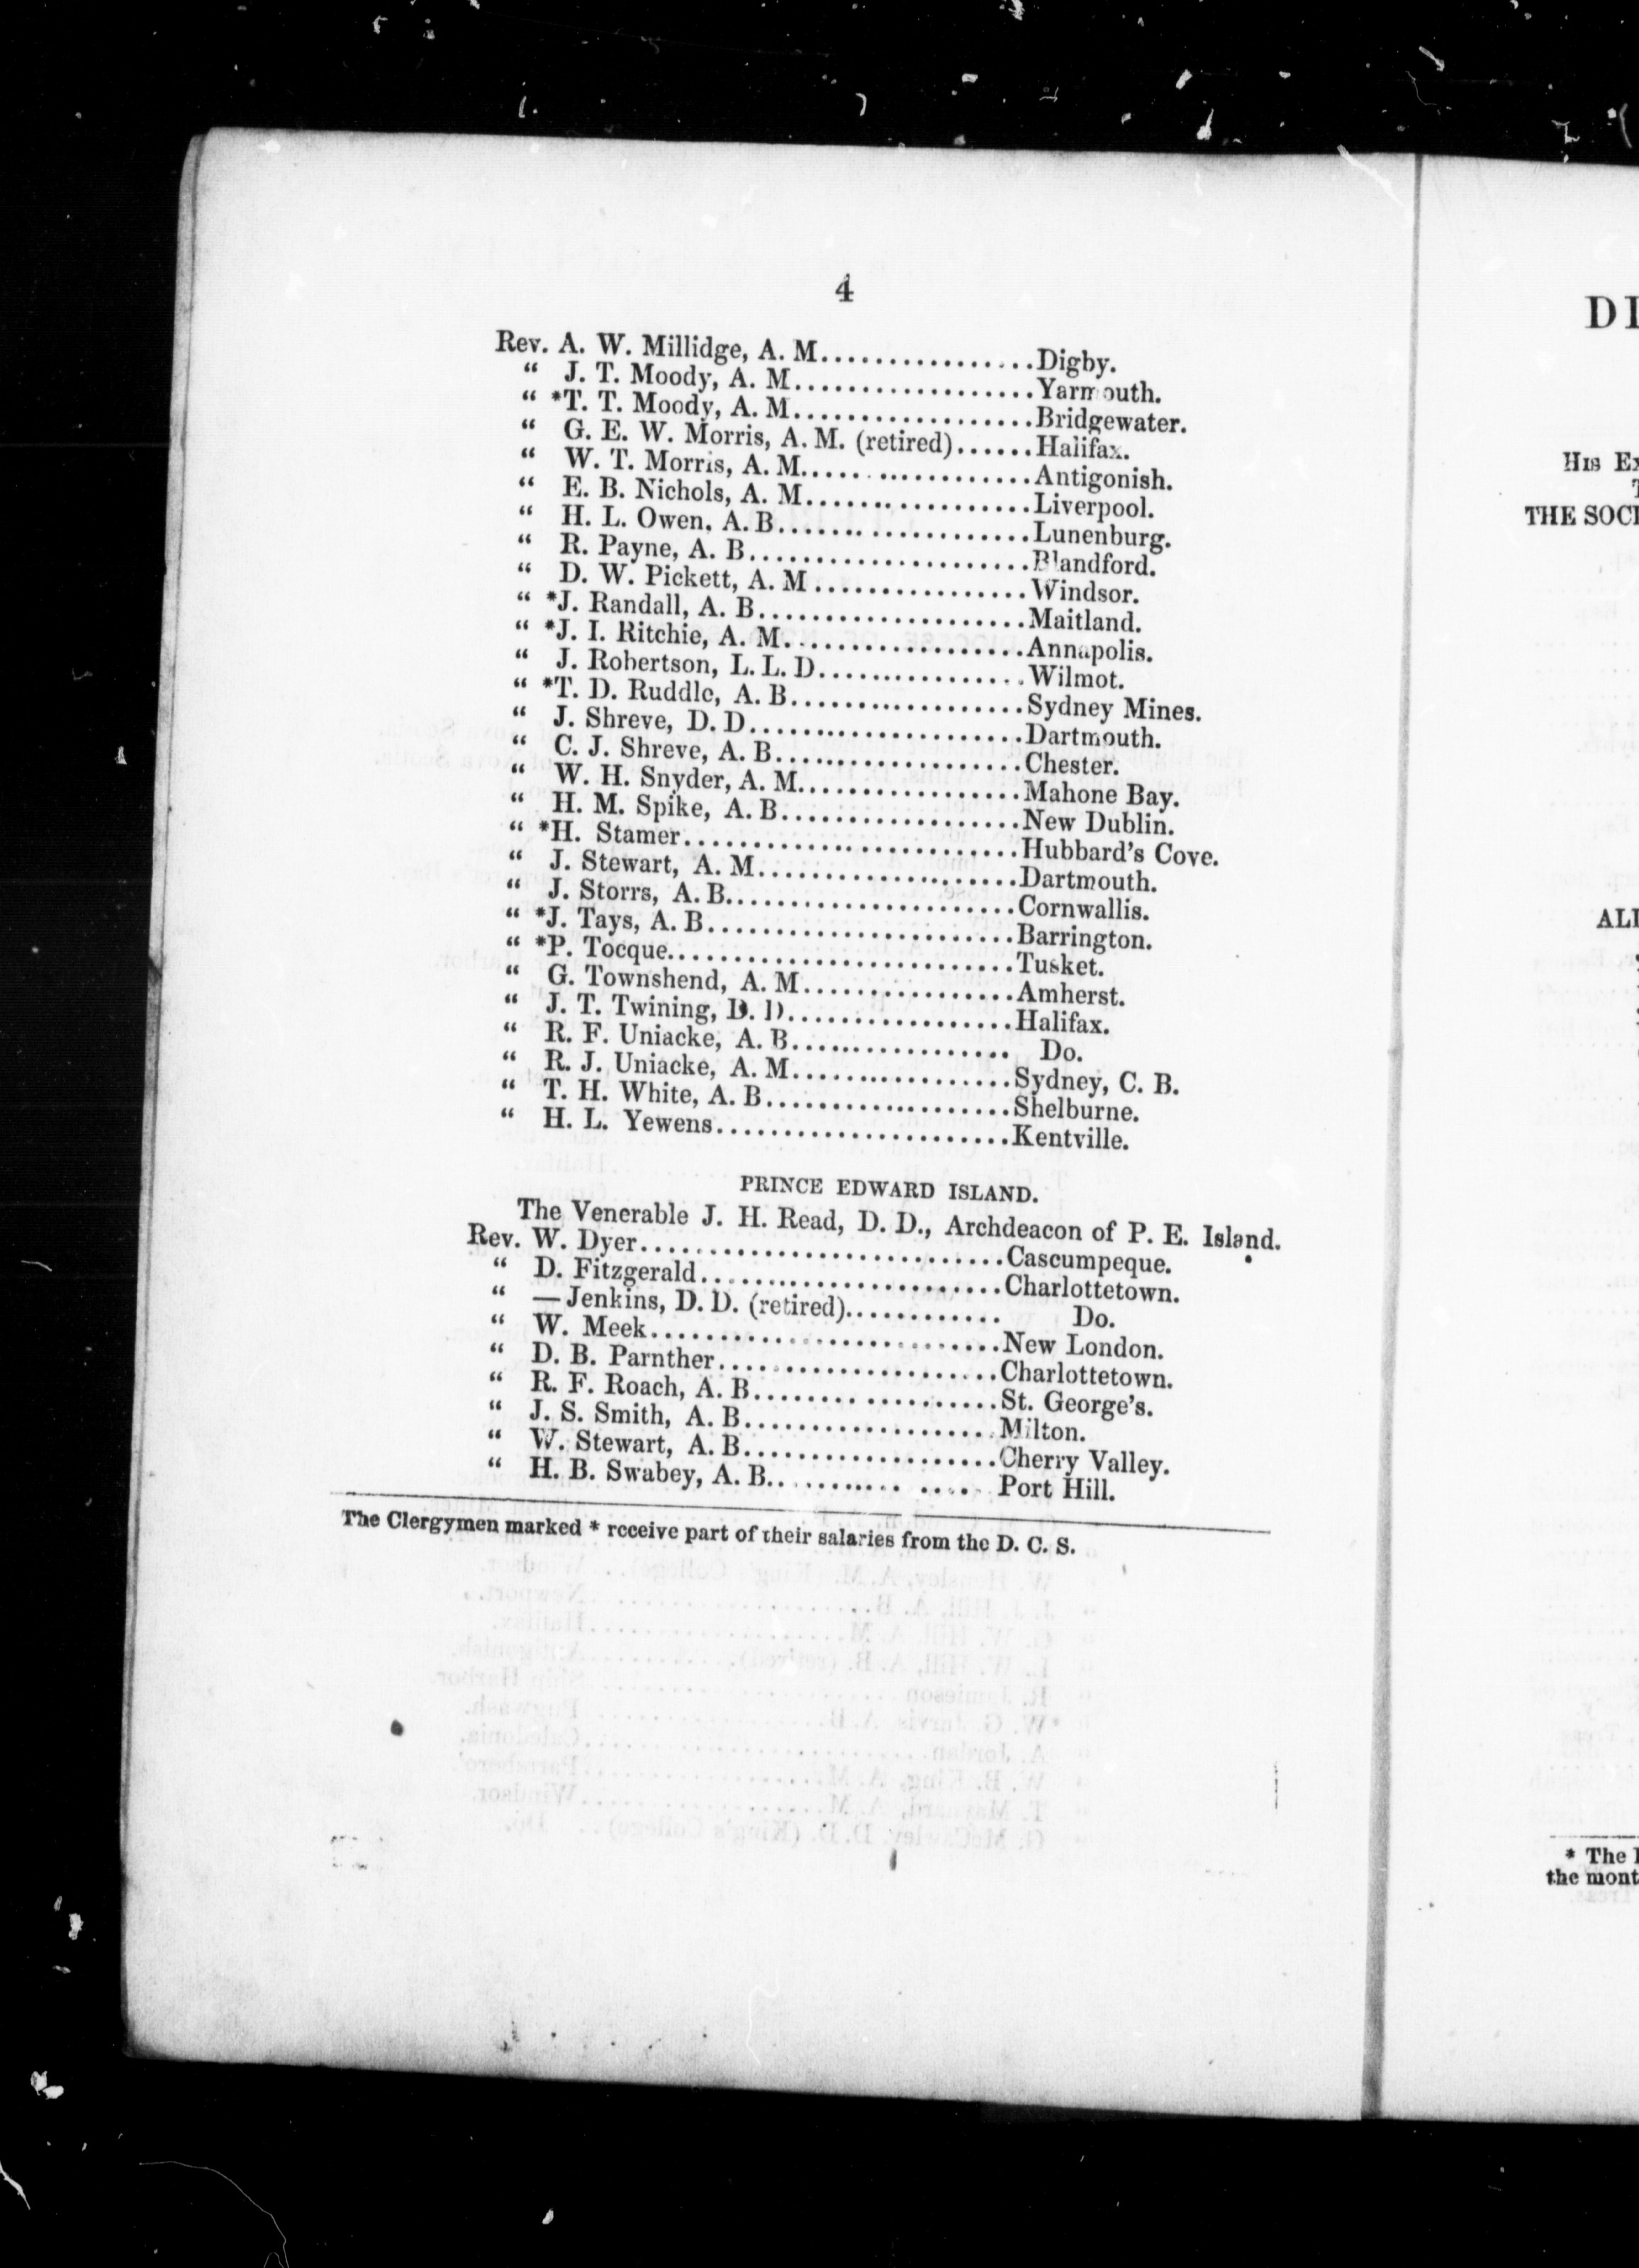 4
Rev. A. W. Millidge, A. M..................Digby.
“ J. T. Moody, A. M..................Yarmouth.
“ *T. T. Moody, A. M..................Bridgewater.
“ G. E. W. Morris, A. M. (retired)......Halifax.
“ W. T. Morris, A. M..................Antigonish.
“ E. B. Nichols, A. M..................Liverpool.
“ H. L. Owen, A. B....................Lunenburg.
“ R. Payne, A. B......................Blandford.
“ D. W. Pickett, A. M................Windsor.
“ *J. Randall, A. B....................Maitland.
“ *J. I. Ritchie, A. M..................Annapolis.
“ J. Robertson, L. L. D................Wilmot.
“ *T. D. Ruddle, A. B..................Sydney Mines.
“ J. Shreve, D. D.....................Dartmouth.
“ C. J. Shreve, A. B...................Chester.
“ W. H. Snyder, A. M.................Mahone Bay.
“ H. M. Spike, A. B...................New Dublin.
“ *H. Stamer..........................Hubbard's Cove.
“ J. Stewart, A. M....................Dartmouth.
“ J. Storrs, A. B......................Cornwallis.
“ *J. Tays, A. B.......................Barrington.
“ *P. Tocque..........................Tusket.
“ G. Townshend, A. M................Amherst.
“ J. T. Twining, D. D..................Halifax.
“ R. F. Uniacke, A. B................. Do.
“ R. J. Uniacke, A. M.................Sydney, C. B.
“ T. H. White, A. B...................Shelburne.
“ H. L. Yewens.......................Kentville.
PRINCE EDWARD ISLAND.
The Venerable J. H. Read, D. D., Archdeacon of P. E. Island.
Rev. W. Dyer...........................Cascumpeque.
“ D. Fitzgerald.......................Charlottetown.
“ —Jenkins, D. D. (retired)............ Do.
“ W. Meek..........................New London.
“ D. B. Parnther.....................Charlottetown.
“ R. F. Roach, A. B...................St. George's.
“ J. S. Smith, A. B....................Milton.
“ W. Stewart, A. B...................Cherry Valley.
“ H. B. Swabey, A. B........... ..... Port Hill.
The Clergymen marked * receive part of their salaries from the D. C. S.
DI
HIS Ex
THE SOCI
ALI
* The
the mont